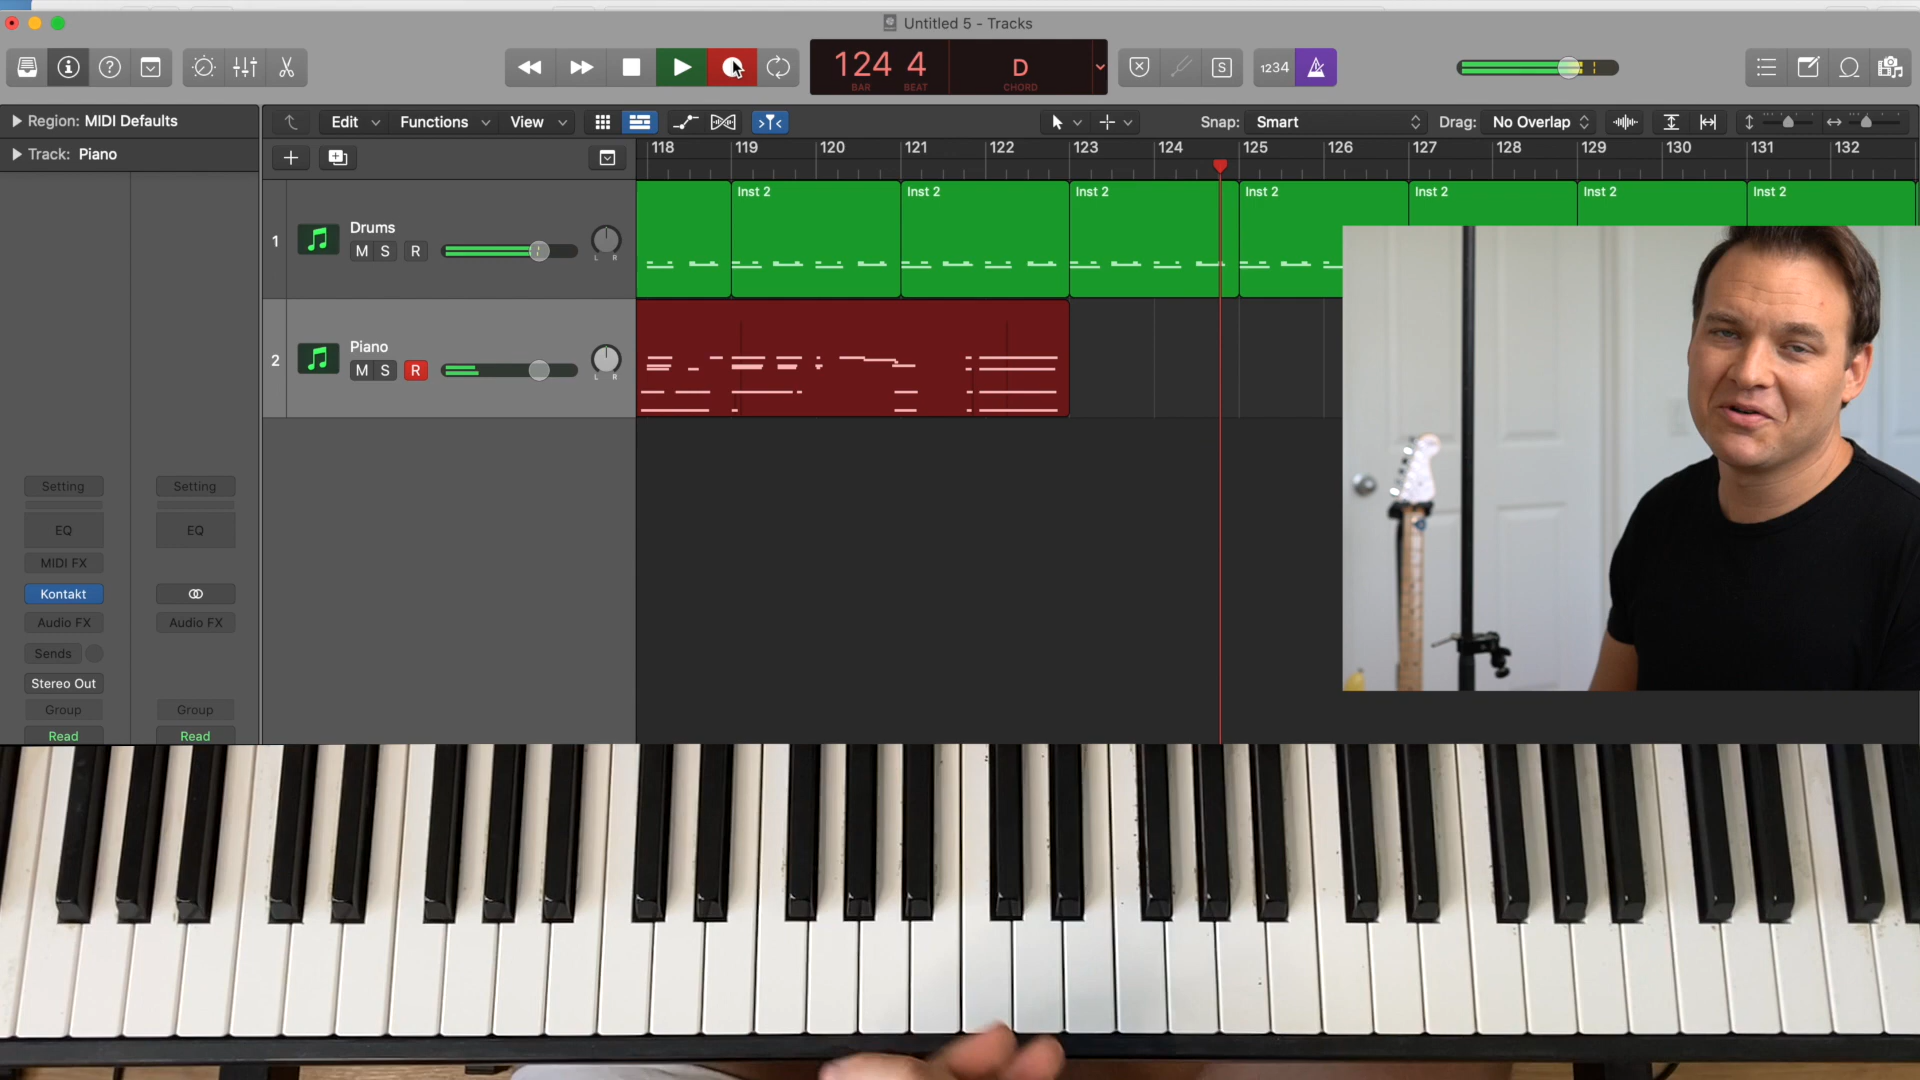 Untitled 5 - Tracks
124 4 D
BAR BEAT CHORD
S 1234
Region: MIDI Defaults
Edit Functions View Snap: Smart Drag: No Overlap
Track: Piano
118 119 120 121 122 123 124 125 126 127 128 129 130 131 132
Inst 2 Inst 2 Inst 2 Inst 2 Inst 2 Inst 2 Inst 2
1 Drums
M S R L R
2 Piano
M S R L R
Setting Setting
EQ EQ
MIDI FX
Kontakt
Audio FX Audio FX
Sends
Stereo Out
Group Group
Read Read